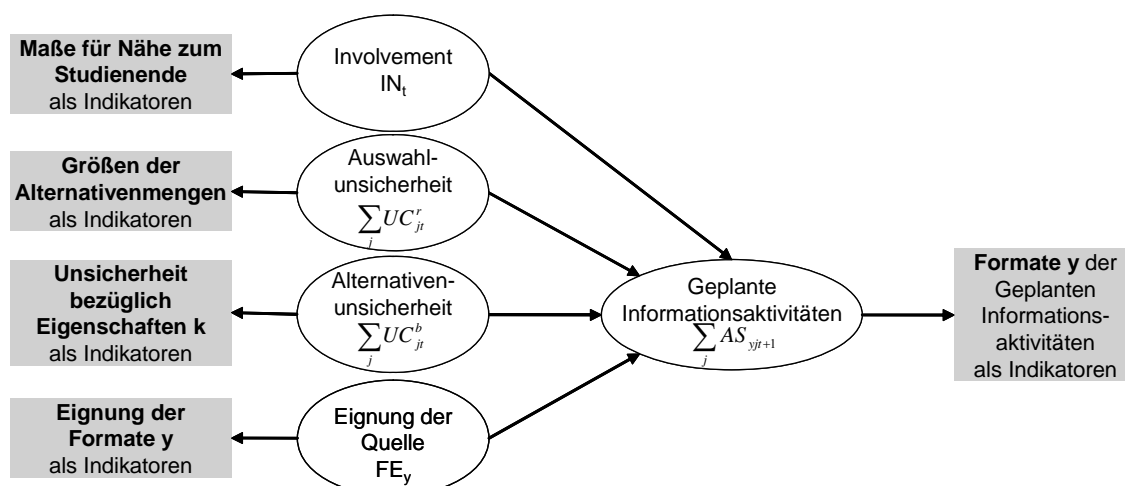 Maße für Nähe zum
Studienende
als Indikatoren
Involvement
IN_t
Größen der
Alternativenmengen
als Indikatoren
Auswahl-
unsicherheit
∑_j UC^r_jt
Unsicherheit
bezüglich
Eigenschaften k
als Indikatoren
Alternativen-
unsicherheit
∑_j UC^b_jt
Eignung der
Formate y
als Indikatoren
Eignung der
Quelle
FE_y
Geplante
Informationsaktivitäten
∑_j AS_yjt+1
Formate y der
Geplanten
Informations-
aktivitäten
als Indikatoren